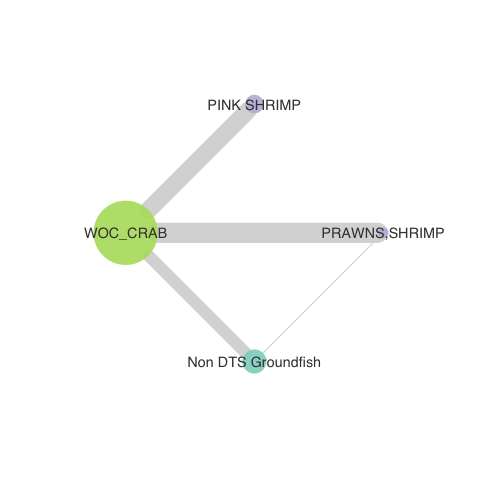 PINK SHRIMP
WOC_CRAB
PRAWNS,SHRIMP
Non DTS Groundfish